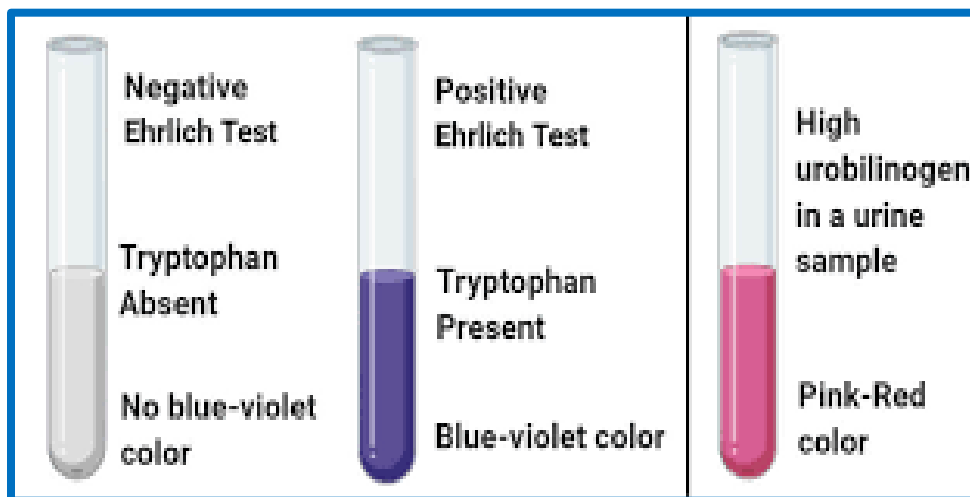 Negative
Ehrlich Test
Tryptophan
Absent
No blue-violet
color
Positive
Ehrlich Test
Tryptophan
Present
Blue-violet color
High
urobilinogen
in a urine
sample
Pink-Red
color